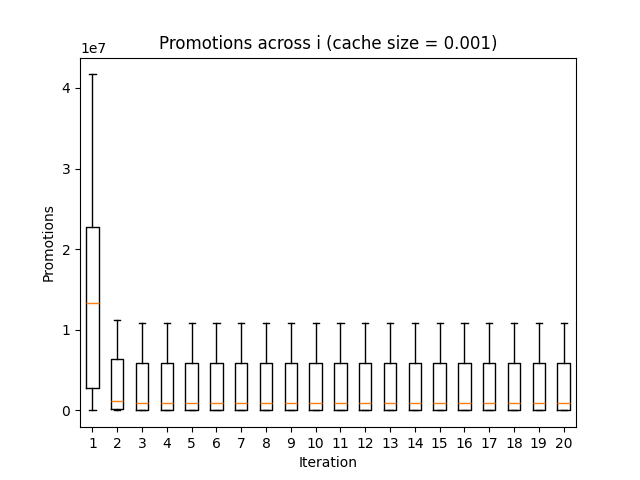 Promotions across i (cache size = 0.001)
1e7
4
3
2
1
0
Promotions
1 2 3 4 5 6 7 8 9 10 11 12 13 14 15 16 17 18 19 20
Iteration